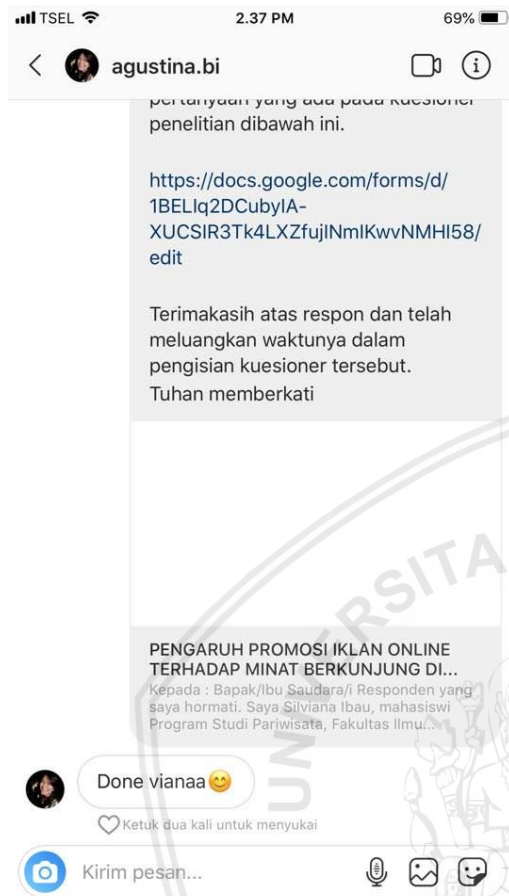 TSEL 2.37 PM 69%
agustina.bi
pertanyaan yang ada pada kuesioner
penelitian dibawah ini.
https://docs.google.com/forms/d/
1BELIq2DCubyIA-
XUCSIR3Tk4LXZfujINmIKwvNMHI58/
edit
Terimakasih atas respon dan telah
meluangkan waktunya dalam
pengisian kuesioner tersebut.
Tuhan memberkati
PENGARUH PROMOSI IKLAN ONLINE
TERHADAP MINAT BERKUNJUNG DI...
Kepada : Bapak/Ibu Saudara/i Responden yang
saya hormati. Saya Silviana Ibau, mahasiswi
Program Studi Pariwisata, Fakultas Ilmu...
Done vianaa😊
Ketuk dua kali untuk menyukai
Kirim pesan...
UNIVERSITA